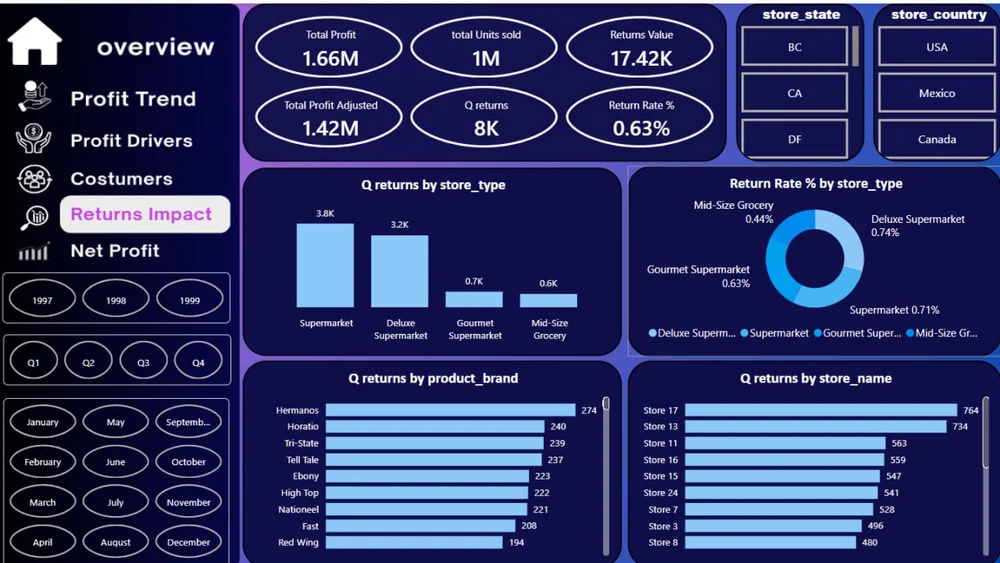 overview
Profit Trend
Profit Drivers
Costumers
Returns Impact
Net Profit
1997
1998
1999
Q1
Q2
Q3
Q4
January
May
Septemb...
February
June
October
March
July
November
April
August
December
Total Profit
1.66M
total Units sold
1M
Returns Value
17.42K
Total Profit Adjusted
1.42M
Q returns
8K
Return Rate %
0.63%
store_state
BC
CA
DF
store_country
USA
Mexico
Canada
Q returns by store_type
3.8K
3.2K
0.7K
0.6K
Supermarket
Deluxe
Supermarket
Gourmet
Supermarket
Mid-Size
Grocery
Return Rate % by store_type
Mid-Size Grocery
0.44%
Deluxe Supermarket
0.74%
Gourmet Supermarket
0.63%
Supermarket 0.71%
Deluxe Superm...
Supermarket
Gourmet Super...
Mid-Size Gr...
Q returns by product_brand
Hermanos 274
Horatio 240
Tri-State 239
Tell Tale 237
Ebony 223
High Top 222
Nationeel 221
Fast 208
Red Wing 194
Q returns by store_name
Store 17 764
Store 13 734
Store 11 563
Store 16 559
Store 15 547
Store 24 541
Store 7 528
Store 3 496
Store 8 480